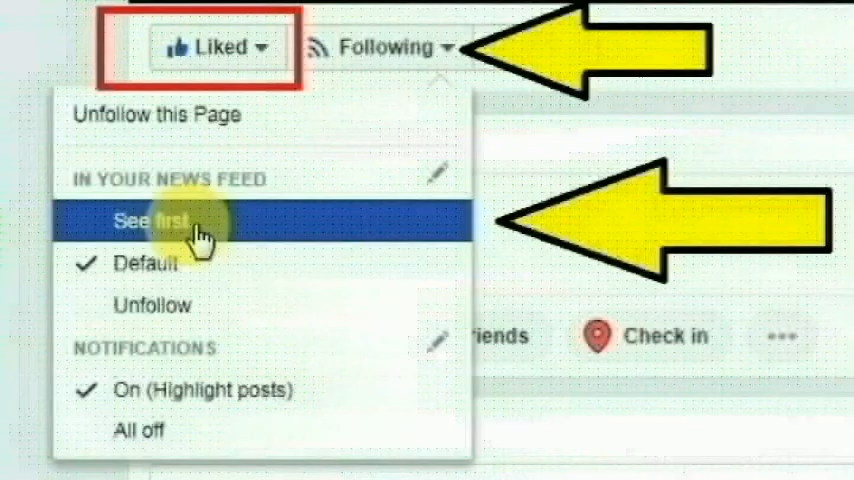 Liked
Following
Unfollow this Page
IN YOUR NEWS FEED
See first
Default
Unfollow
NOTIFICATIONS
riends
Check in
On (Highlight posts)
All off